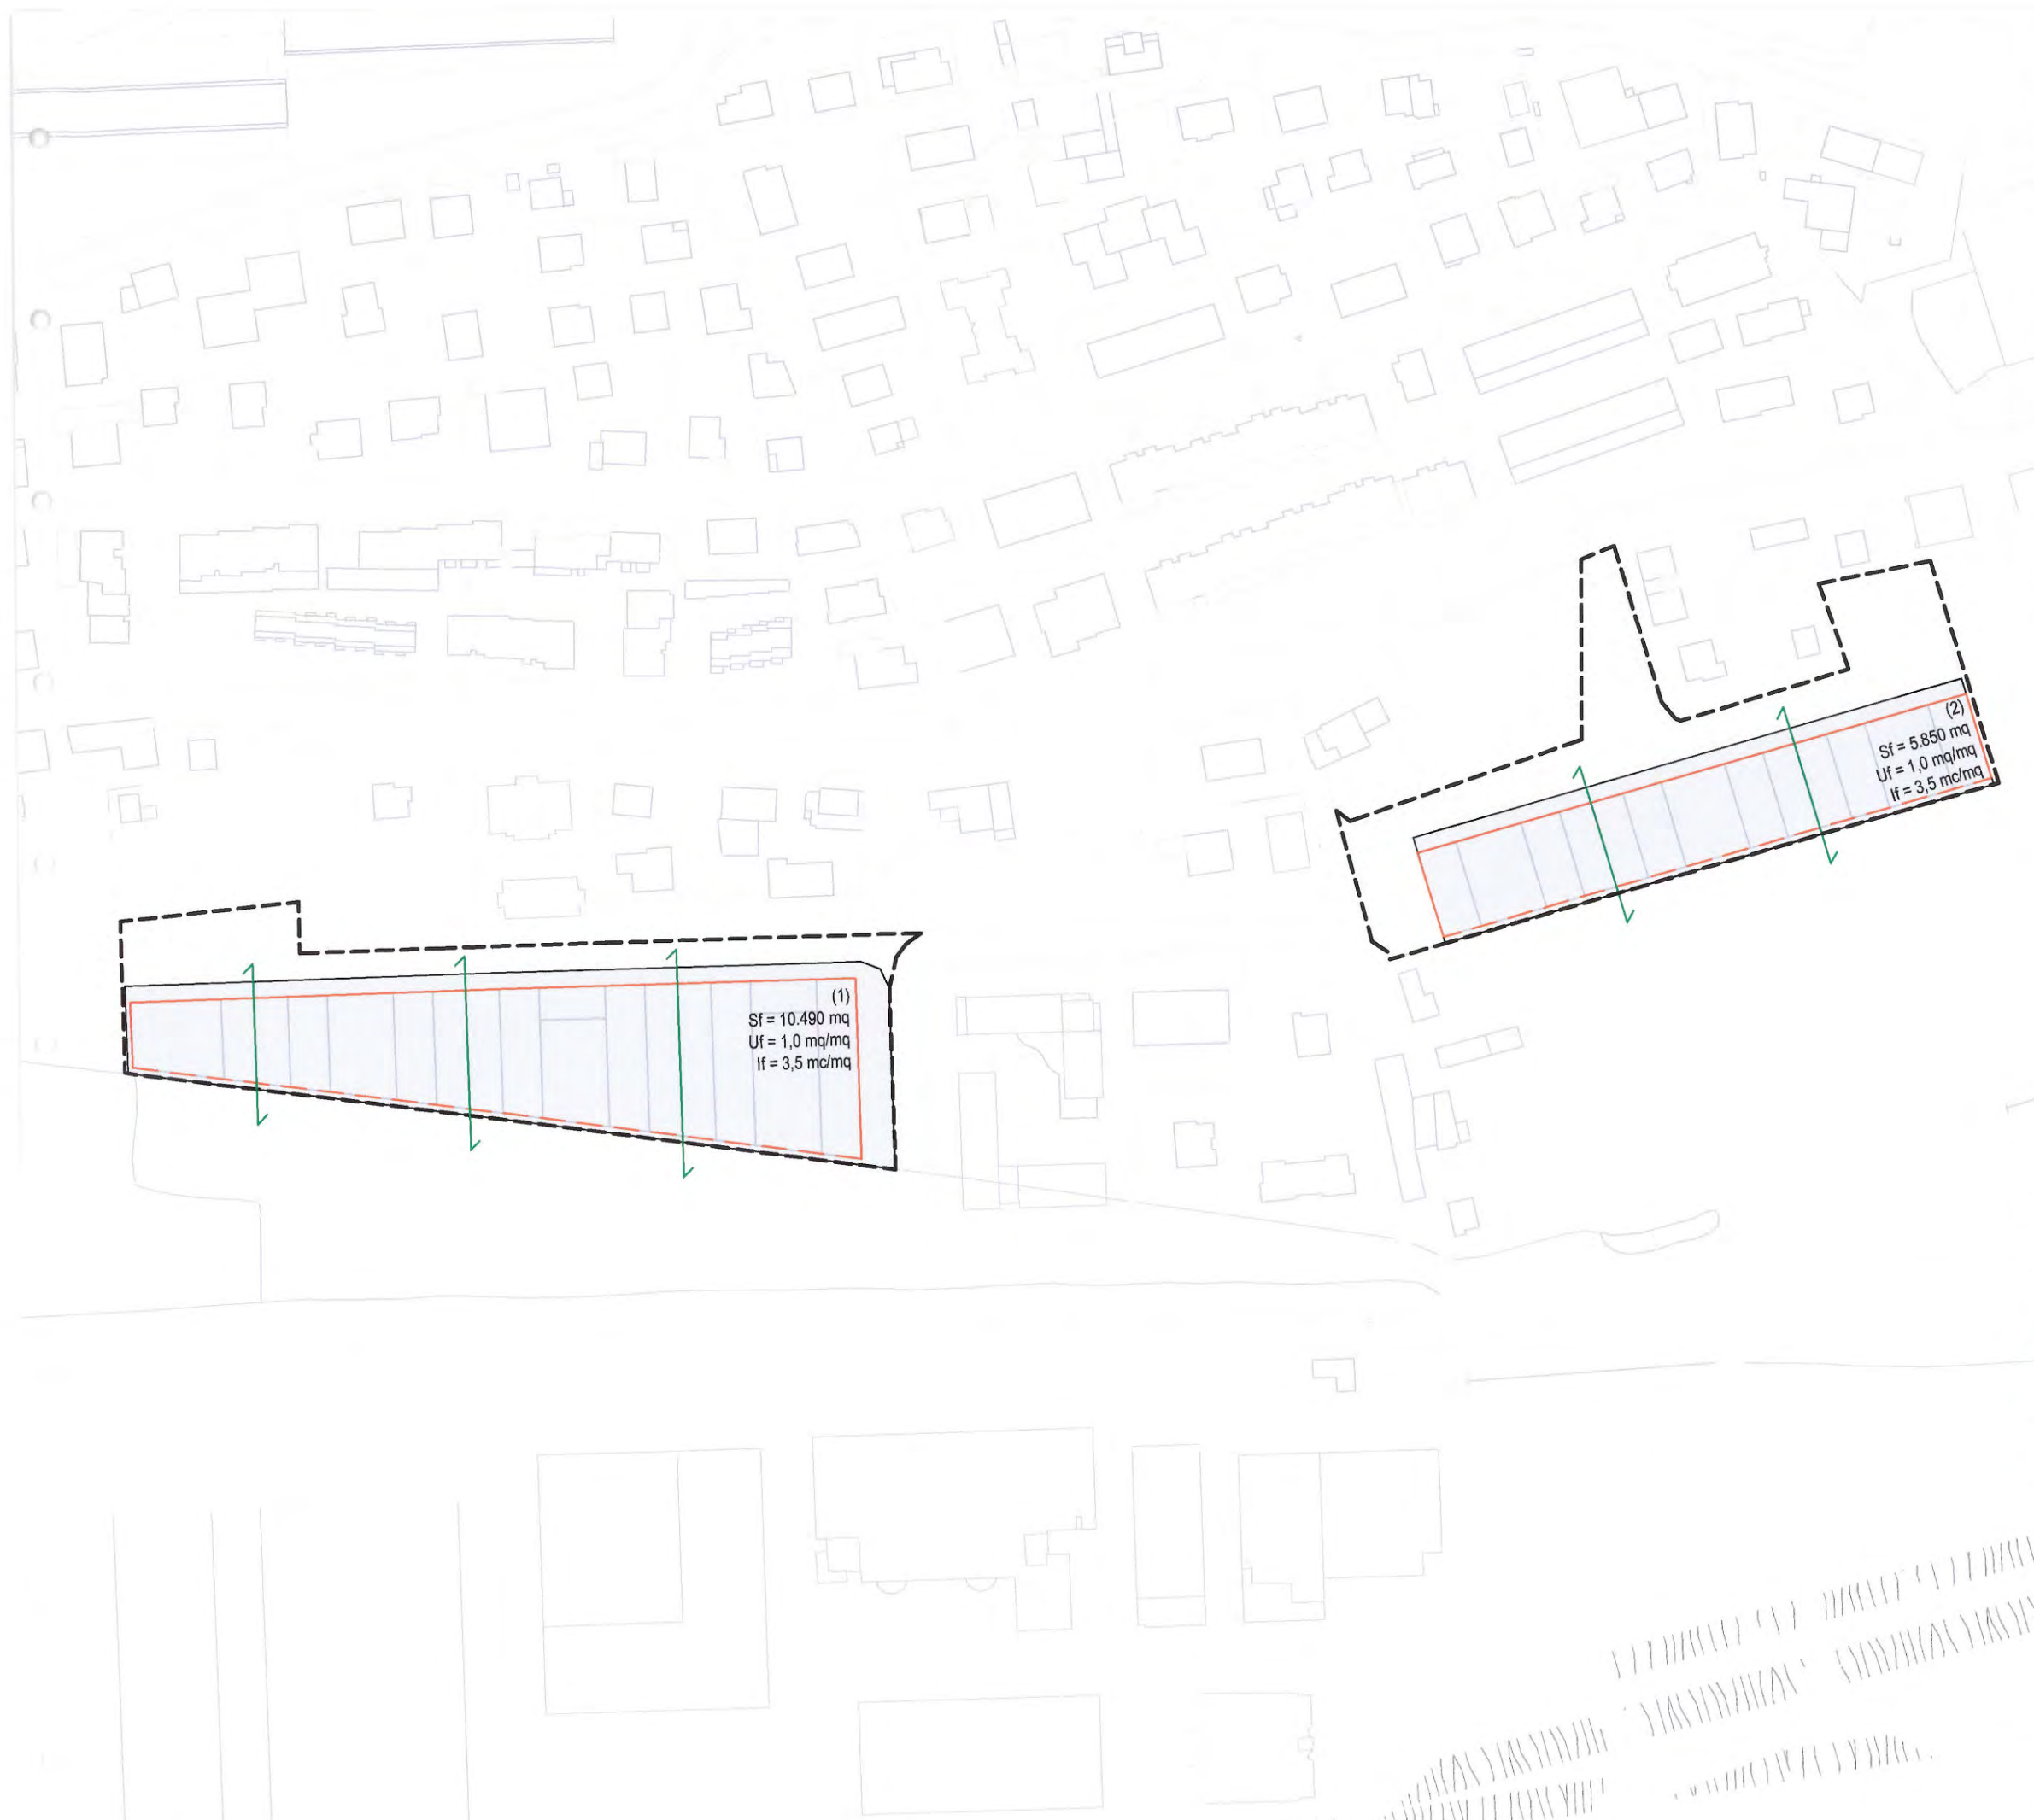 (1)
Sf = 10.490 mq
Uf = 1,0 mq/mq
If = 3,5 mc/mq
(2)
Sf = 5.850 mq
Uf = 1,0 mq/mq
If = 3,5 mc/mq